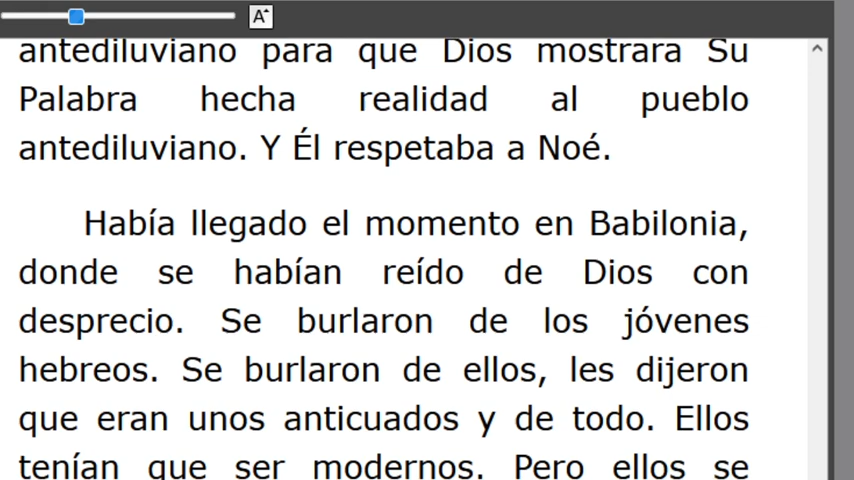 A
antediluviano para que Dios mostrara Su
Palabra hecha realidad al pueblo
antediluviano. Y Él respetaba a Noé.
Había llegado el momento en Babilonia,
donde se habían reído de Dios con
desprecio. Se burlaron de los jóvenes
hebreos. Se burlaron de ellos, les dijeron
que eran unos anticuados y de todo. Ellos
tenían que ser modernos. Pero ellos se